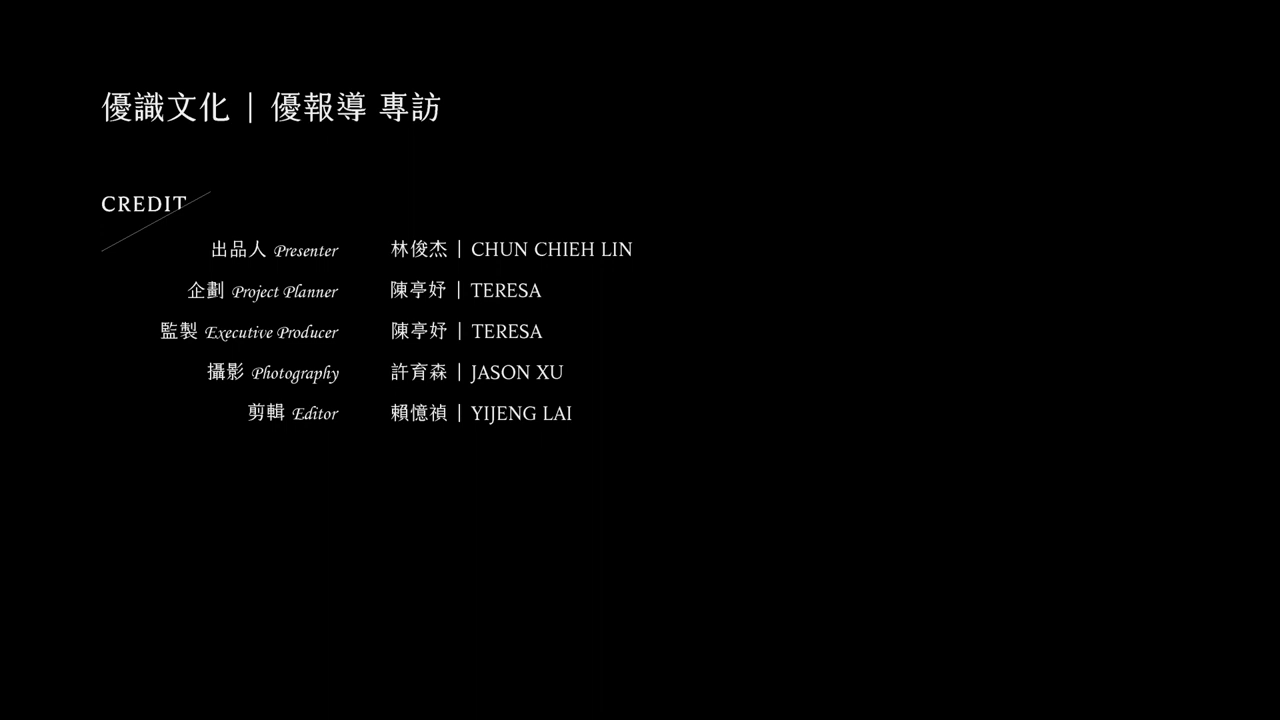 優識文化｜優報導 專訪
CREDIT
出品人 Presenter 林俊杰｜CHUN CHIEH LIN
企劃 Project Planner 陳亭妤｜TERESA
監製 Executive Producer 陳亭妤｜TERESA
攝影 Photography 許育森｜JASON XU
剪輯 Editor 賴憶禎｜YIJENG LAI